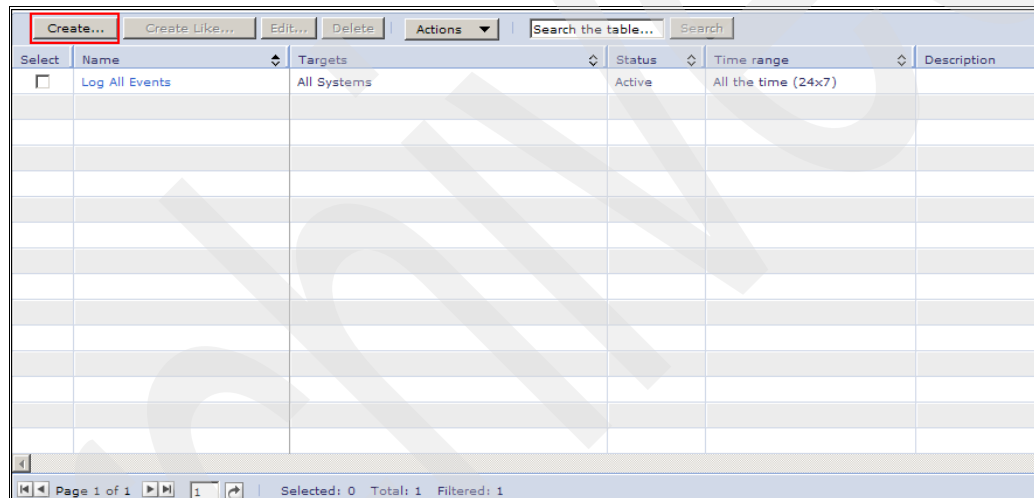 Create... Create Like... Edit... Delete Actions Search the table... Search
Select Name Targets Status Time range Description
Log All Events All Systems Active All the time (24x7)
Page 1 of 1 1 Selected: 0 Total: 1 Filtered: 1